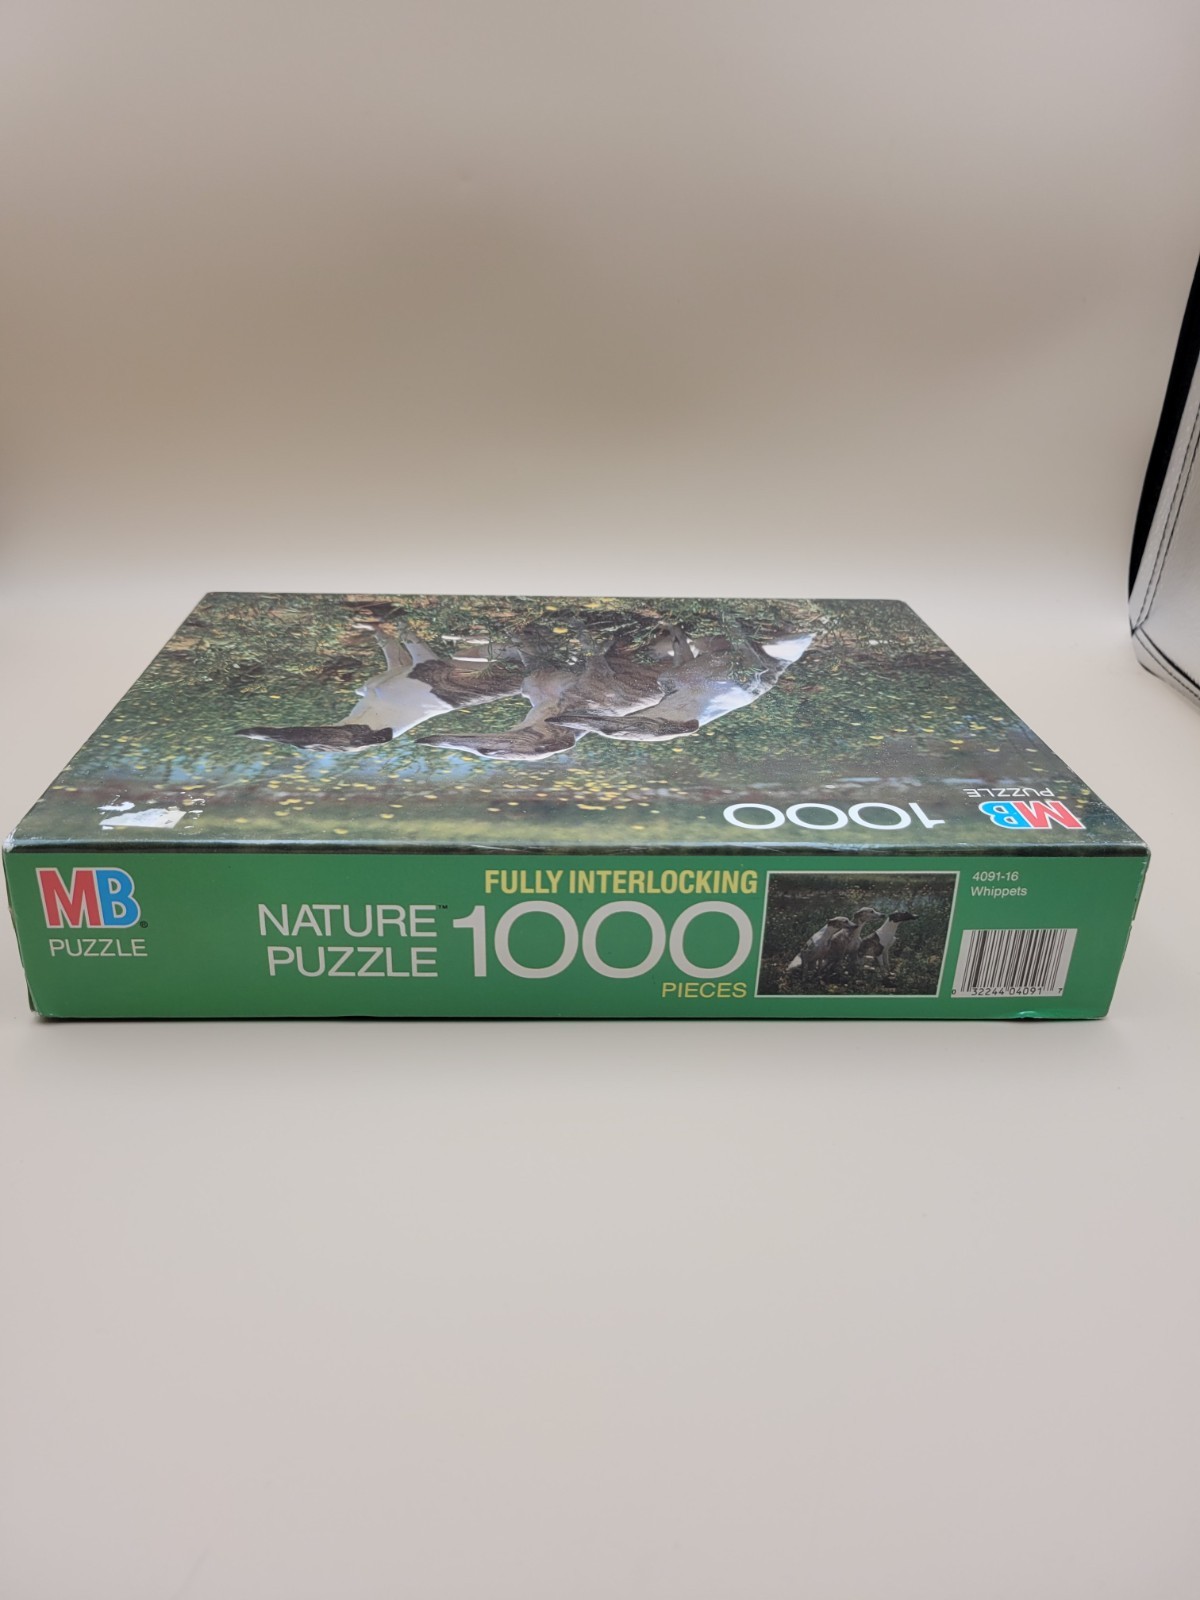 1000
MB
PUZZLE
MB®
PUZZLE
NATURE™
PUZZLE
FULLY INTERLOCKING
1000
PIECES
4091-16
Whippets
0 32244 04091 7